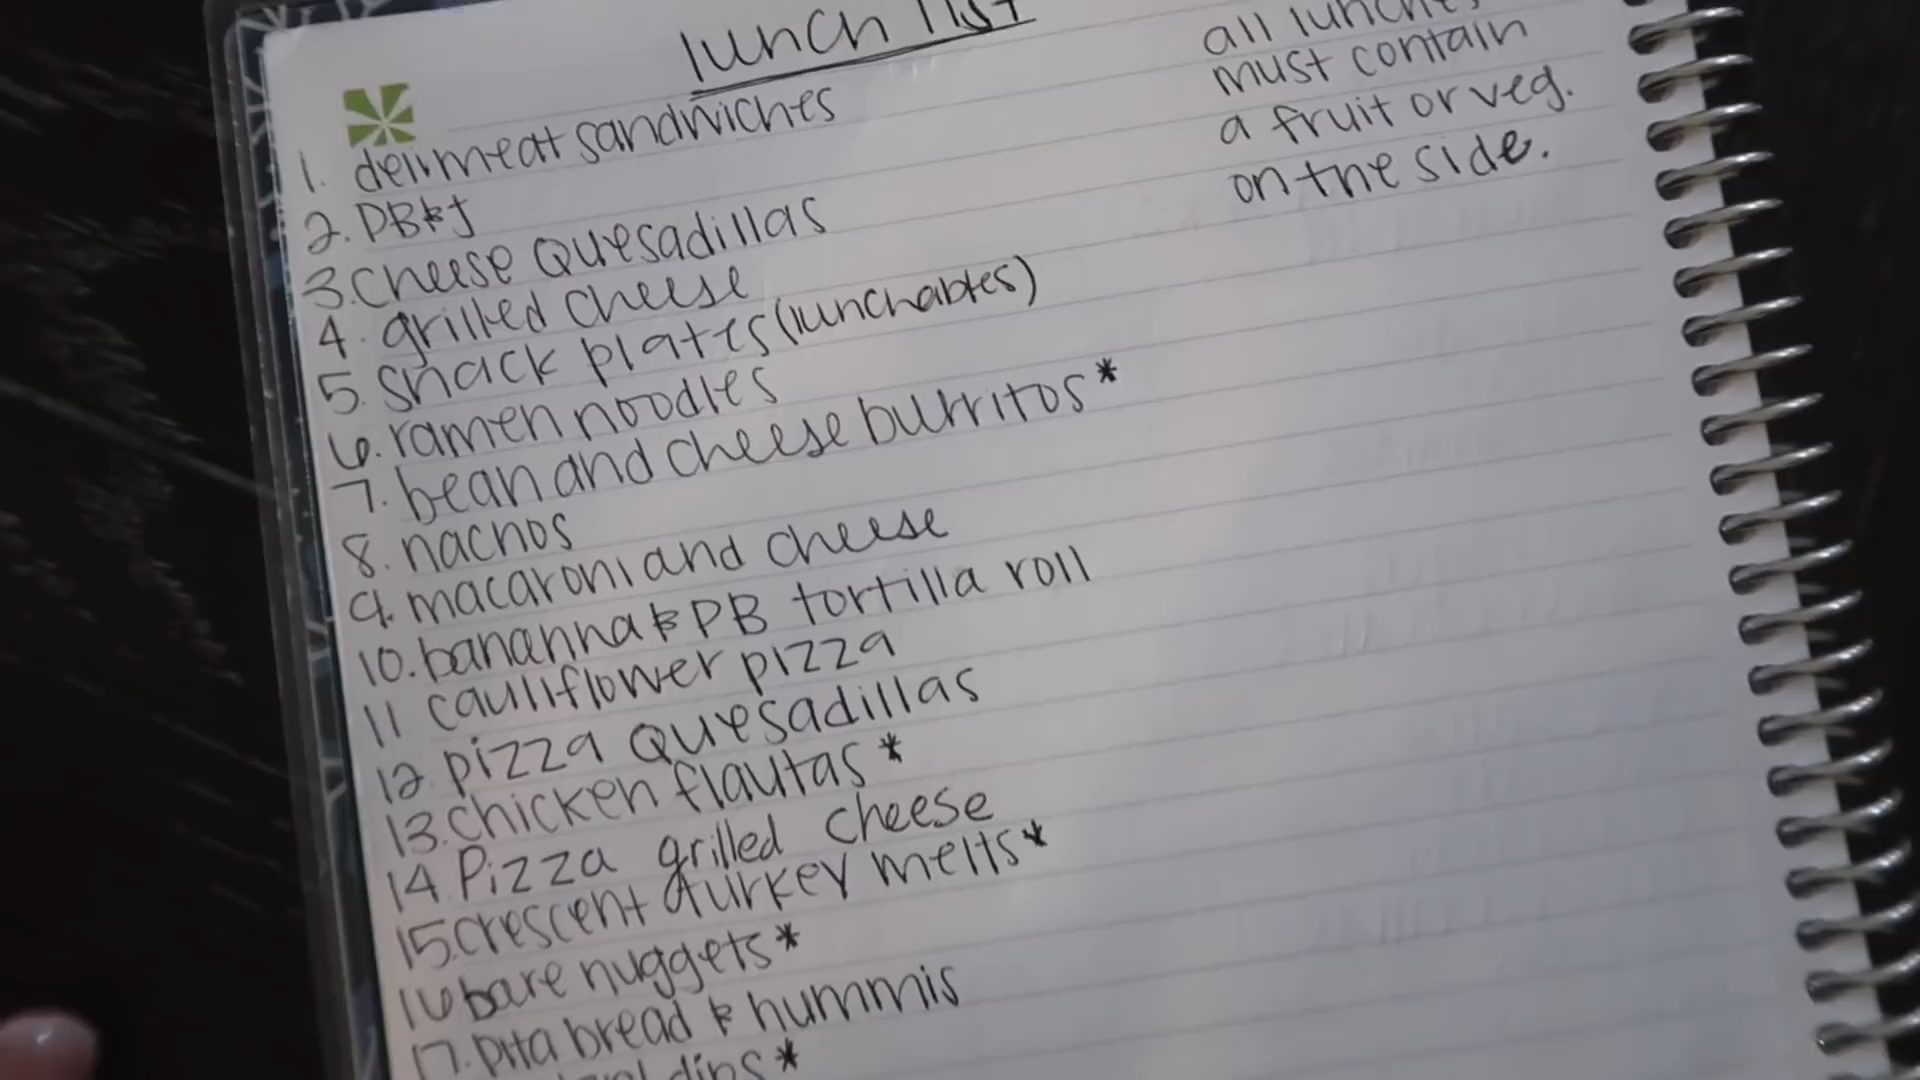 lunch list
all lunches
must contain
a fruit or veg.
on the side.
1. deli meat sandwiches
2. PB&J
3. cheese quesadillas
4. grilled cheese
5. snack plates (lunchables)
6. ramen noodles
7. bean and cheese burritos*
8. nachos
9. macaroni and cheese
10. bananna & PB tortilla roll
11 cauliflower pizza
12. pizza quesadillas
13. chicken flautas*
14. Pizza grilled cheese
15. crescent turkey melts*
16 bare nuggets*
17. pita bread & hummis
dips*